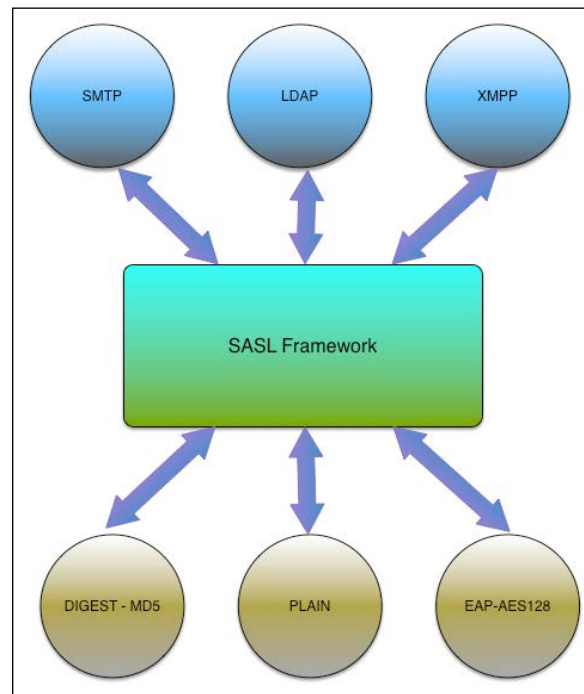 SMTP
LDAP
XMPP
SASL Framework
DIGEST - MD5
PLAIN
EAP-AES128